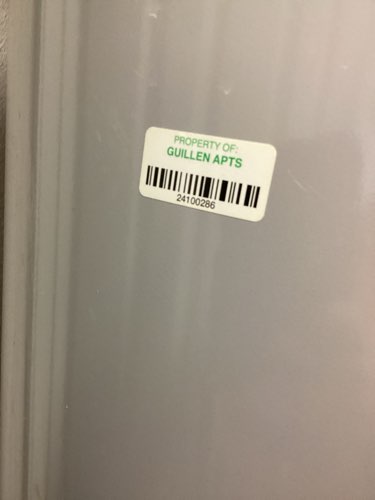 PROPERTY OF:
GUILLEN APTS
24100286